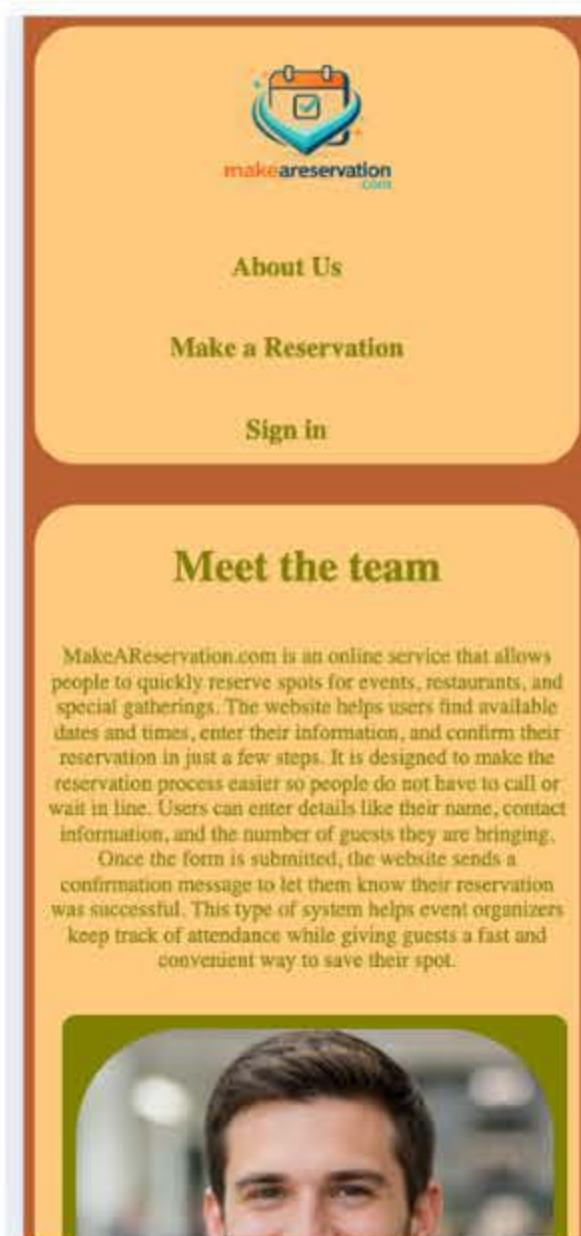 makeareservation
.com
About Us
Make a Reservation
Sign in
Meet the team
MakeAReservation.com is an online service that allows
people to quickly reserve spots for events, restaurants, and
special gatherings. The website helps users find available
dates and times, enter their information, and confirm their
reservation in just a few steps. It is designed to make the
reservation process easier so people do not have to call or
wait in line. Users can enter details like their name, contact
information, and the number of guests they are bringing.
Once the form is submitted, the website sends a
confirmation message to let them know their reservation
was successful. This type of system helps event organizers
keep track of attendance while giving guests a fast and
convenient way to save their spot.